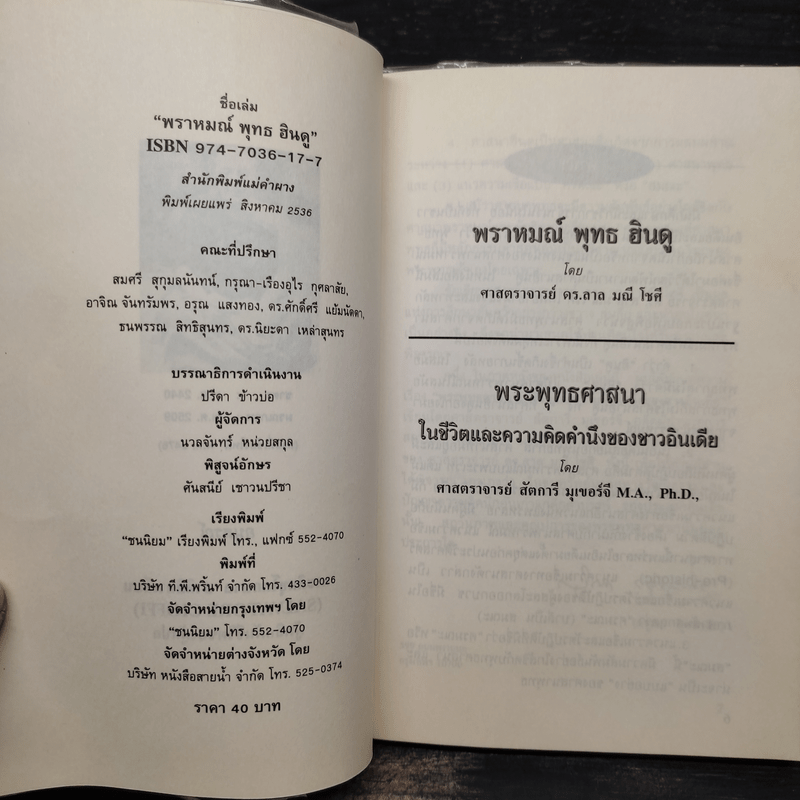 ชื่อเล่ม
“พราหมณ์ พุทธ ฮินดู”
ISBN 974-7036-17-7
สำนักพิมพ์แม่คำผาง
พิมพ์เผยแพร่ สิงหาคม 2536
คณะที่ปรึกษา
สมศรี สุกุมลนันทน์, กรุณา-เรืองอุไร กุศลาสัย,
อาจิณ จันทรัมพร, อรุณ แสงทอง, ดร.ศักดิ์ศรี แย้มนัดดา,
ธนพรรณ สิทธิสุนทร, ดร.นิยะดา เหล่าสุนทร
บรรณาธิการดำเนินงาน
ปรีดา ข้าวบ่อ
ผู้จัดการ
นวลจันทร์ หน่วยสกุล
พิสูจน์อักษร
ศันสนีย์ เชาวนปรีชา
เรียงพิมพ์
“ชนนิยม” เรียงพิมพ์ โทร., แฟกซ์ 552-4070
พิมพ์ที่
บริษัท ที.พี.พริ้นท์ จำกัด โทร. 433-0026
จัดจำหน่ายกรุงเทพฯ โดย
“ชนนิยม” โทร. 552-4070
จัดจำหน่ายต่างจังหวัด โดย
บริษัท หนังสือสายน้ำ จำกัด โทร. 525-0374
ราคา 40 บาท
พราหมณ์ พุทธ ฮินดู
โดย
ศาสตราจารย์ ดร.ลาล มณี โชศี
พระพุทธศาสนา
ในชีวิตและความคิดคำนึงของชาวอินเดีย
โดย
ศาสตราจารย์ สัตการี มุเขอร์จี M.A., Ph.D.,